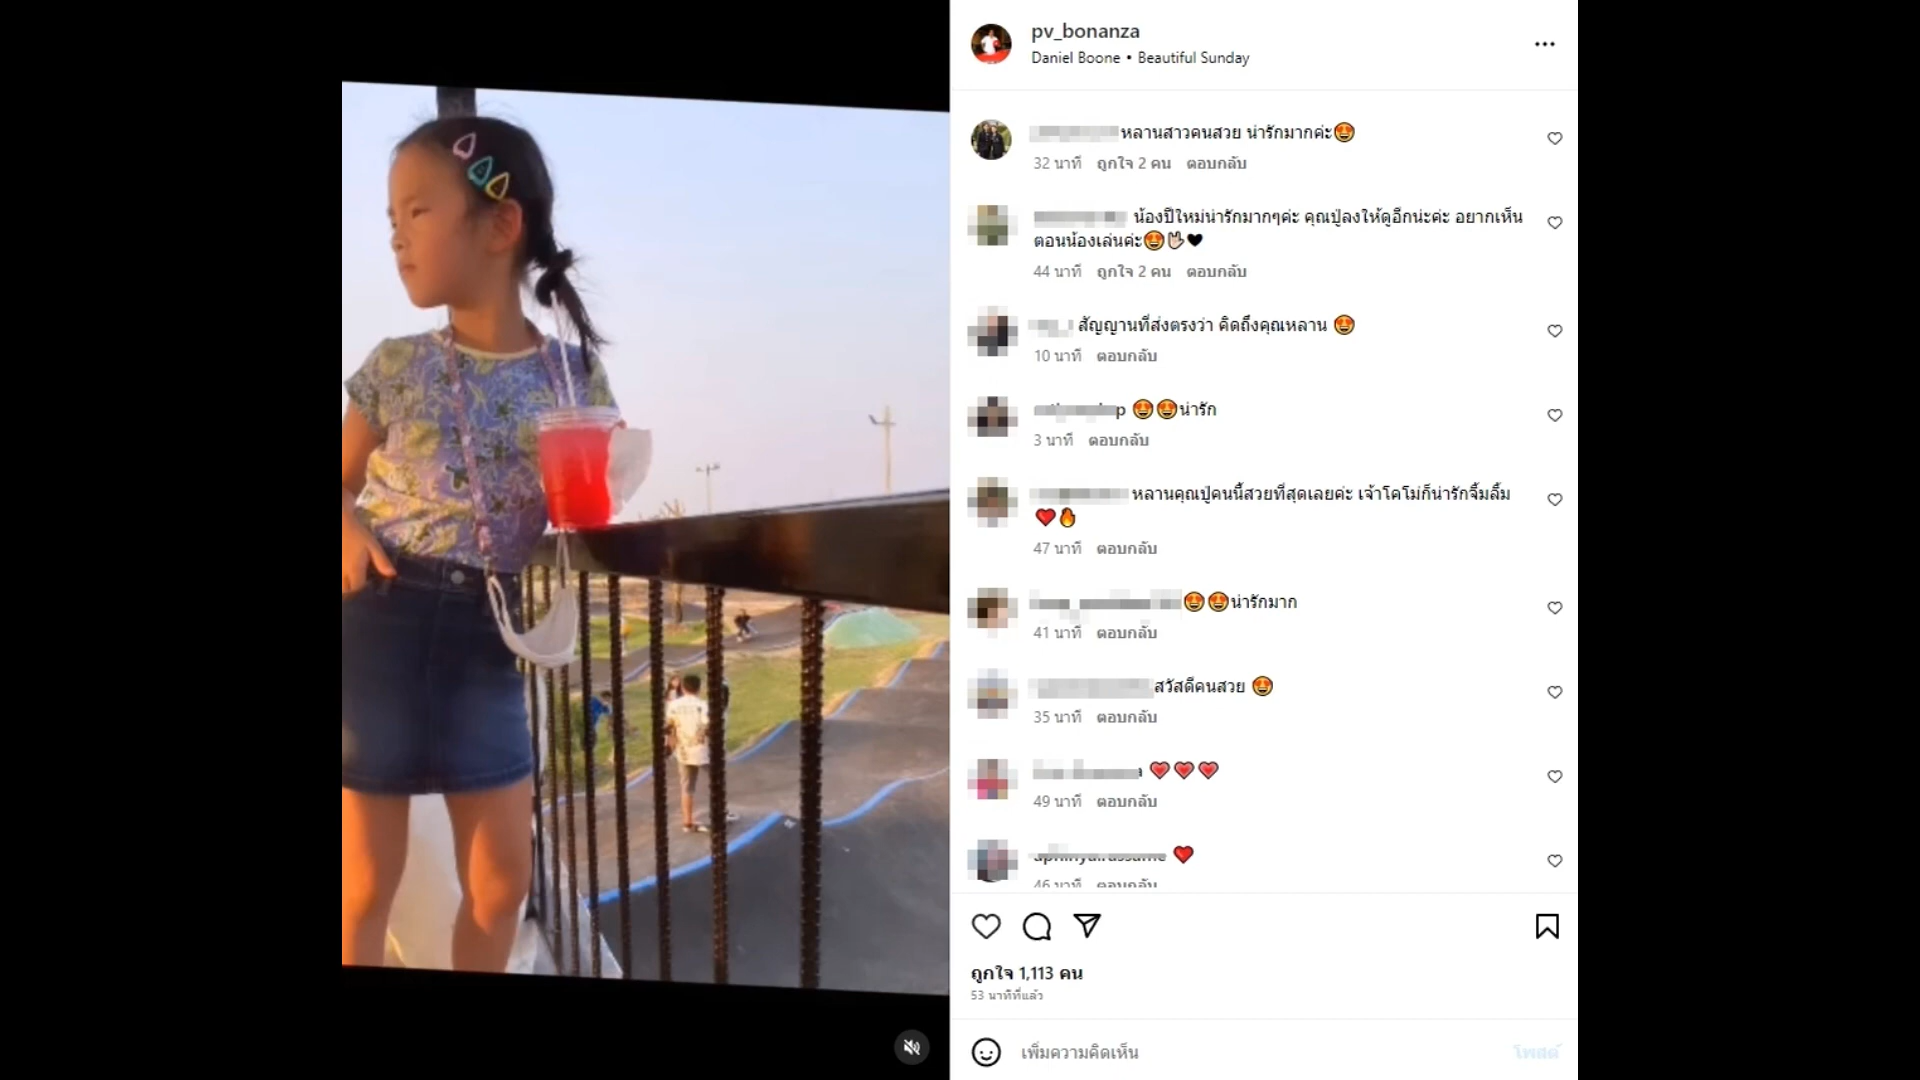 pv_bonanza
Daniel Boone • Beautiful Sunday
หลานสาวคนสวย น่ารักมากค่ะ🤩
32 นาที ถูกใจ 2 คน ตอบกลับ
น้องปีใหม่น่ารักมากๆค่ะ คุณปู่ลงให้ดูอีกน่ะค่ะ อยากเห็น
ตอนน้องเล่นค่ะ🤩🤟🏻🖤
44 นาที ถูกใจ 2 คน ตอบกลับ
สัญญานที่ส่งตรงว่า คิดถึงคุณหลาน 🤩
10 นาที ตอบกลับ
🤩🤩น่ารัก
3 นาที ตอบกลับ
หลานคุณปู่คนนี้สวยที่สุดเลยค่ะ เจ้าโคโม่ก็น่ารักจิ้มลิ้ม
❤️🔥
47 นาที ตอบกลับ
🤩🤩น่ารักมาก
41 นาที ตอบกลับ
สวัสดีคนสวย 🤩
35 นาที ตอบกลับ
💗💗💗
49 นาที ตอบกลับ
❤️
46 นาที ตอบกลับ
ถูกใจ 1,113 คน
53 นาทีที่แล้ว
เพิ่มความคิดเห็น
โพสต์